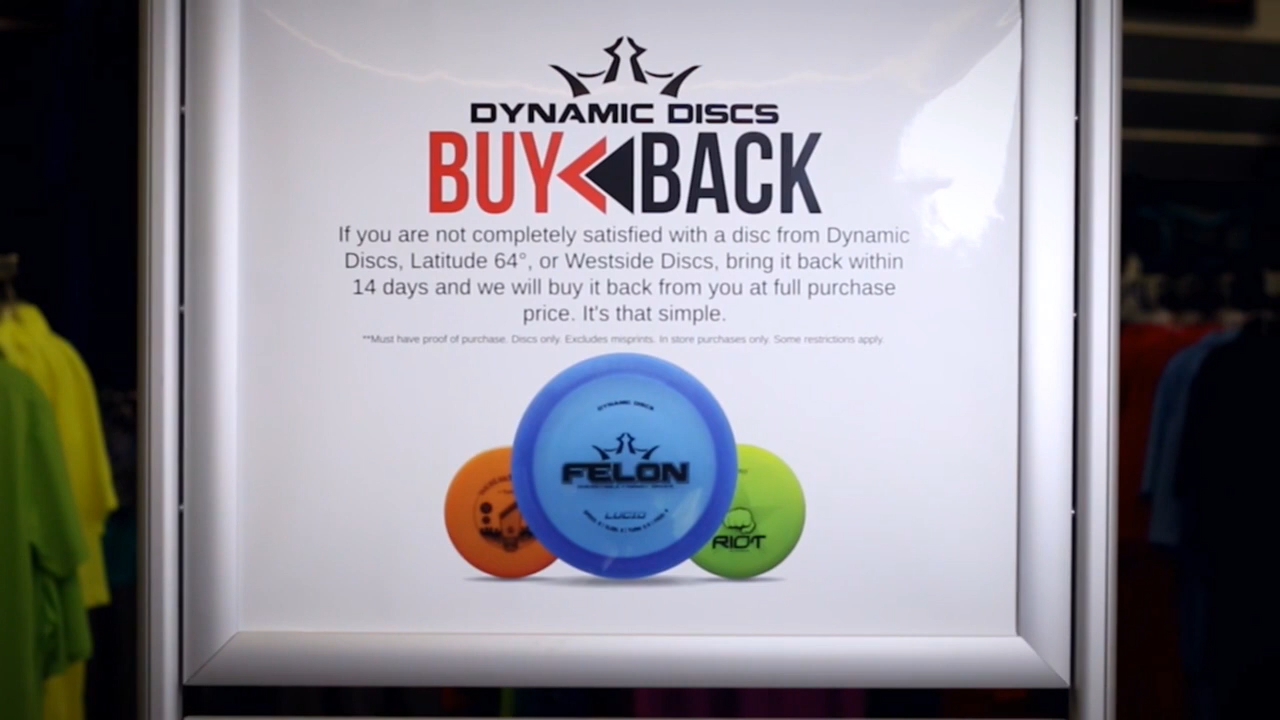 DYNAMIC DISCS
BUY BACK
If you are not completely satisfied with a disc from Dynamic
Discs, Latitude 64°, or Westside Discs, bring it back within
14 days and we will buy it back from you at full purchase
price. It's that simple.
**Must have proof of purchase. Discs only. Excludes misprints. In store purchases only. Some restrictions apply.
DYNAMIC DISCS
FELON
LUCID
RIOT